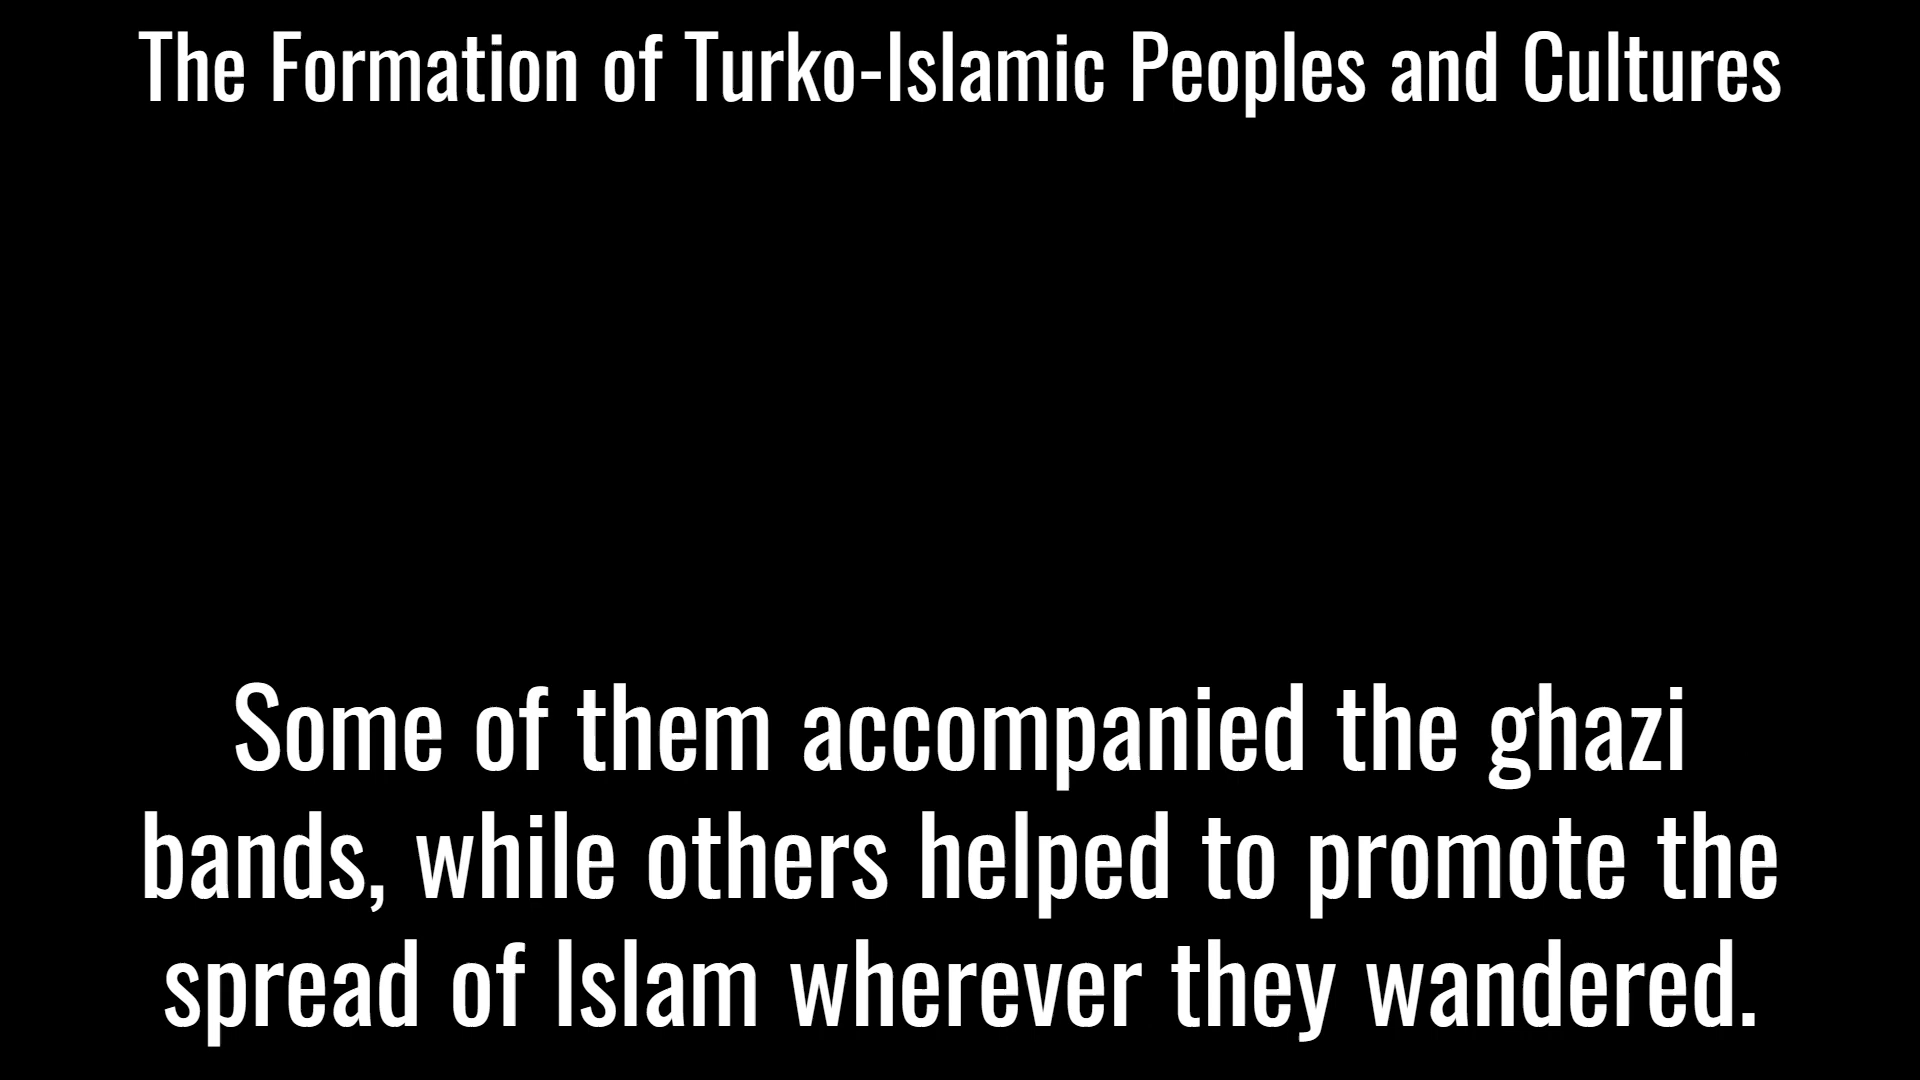 The Formation of Turko-Islamic Peoples and Cultures
Some of them accompanied the ghazi
bands, while others helped to promote the
spread of Islam wherever they wandered.